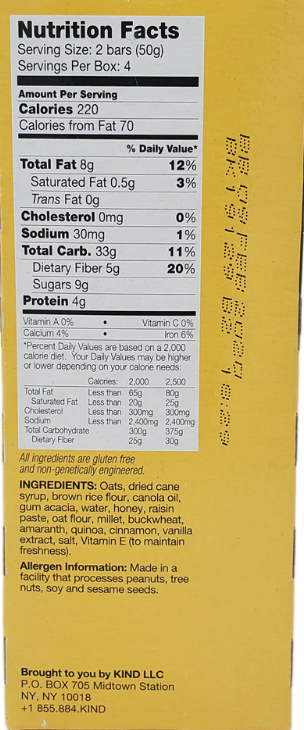 Nutrition Facts
Serving Size: 2 bars (50g)
Servings Per Box: 4
Amount Per Serving
Calories 220
Calories from Fat 70
% Daily Value*
Total Fat 8g 12%
Saturated Fat 0.5g 3%
Trans Fat 0g
Cholesterol 0mg 0%
Sodium 30mg 1%
Total Carb. 33g 11%
Dietary Fiber 5g 20%
Sugars 9g
Protein 4g
Vitamin A 0% • Vitamin C 0%
Calcium 4% • Iron 6%
*Percent Daily Values are based on a 2,000
calorie diet. Your Daily Values may be higher
or lower depending on your calorie needs:
Calories: 2,000 2,500
Total Fat Less than 65g 80g
Saturated Fat Less than 20g 25g
Cholesterol Less than 300mg 300mg
Sodium Less than 2,400mg 2,400mg
Total Carbohydrate 300g 375g
Dietary Fiber 25g 30g
All ingredients are gluten free
and non-genetically engineered.
INGREDIENTS: Oats, dried cane
syrup, brown rice flour, canola oil,
gum acacia, water, honey, raisin
paste, oat flour, millet, buckwheat,
amaranth, quinoa, cinnamon, vanilla
extract, salt, Vitamin E (to maintain
freshness).
Allergen Information: Made in a
facility that processes peanuts, tree
nuts, soy and sesame seeds.
Brought to you by KIND LLC
P.O. BOX 705 Midtown Station
NY, NY 10018
+1 855.884.KIND